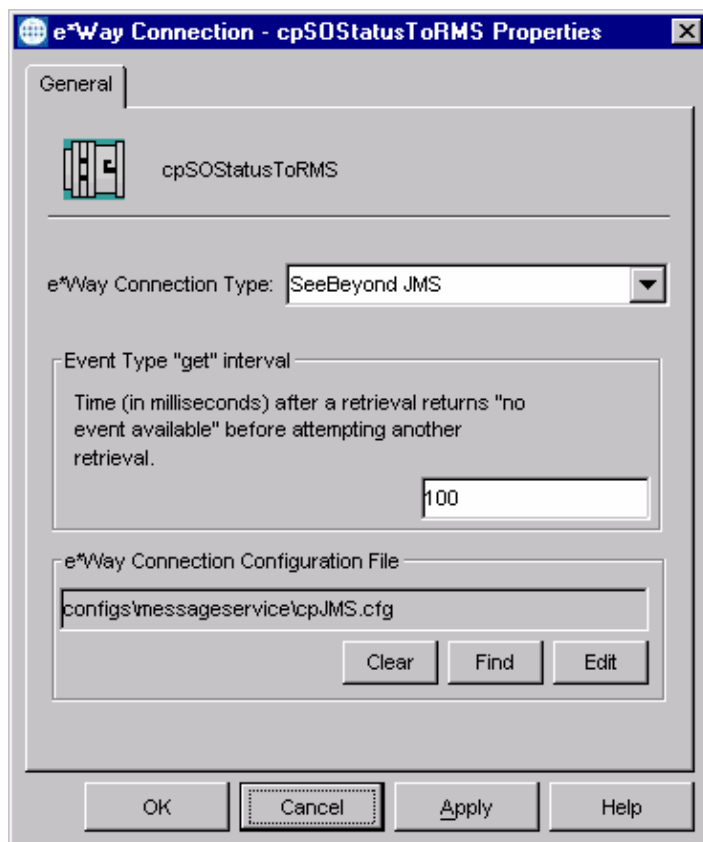 e*Way Connection - cpSOStatusToRMS Properties
General
cpSOStatusToRMS
e*Way Connection Type: SeeBeyond JMS
Event Type "get" interval
Time (in milliseconds) after a retrieval returns "no
event available" before attempting another
retrieval.
100
e*Way Connection Configuration File
configs\messageservice\cpJMS.cfg
Clear Find Edit
OK Cancel Apply Help